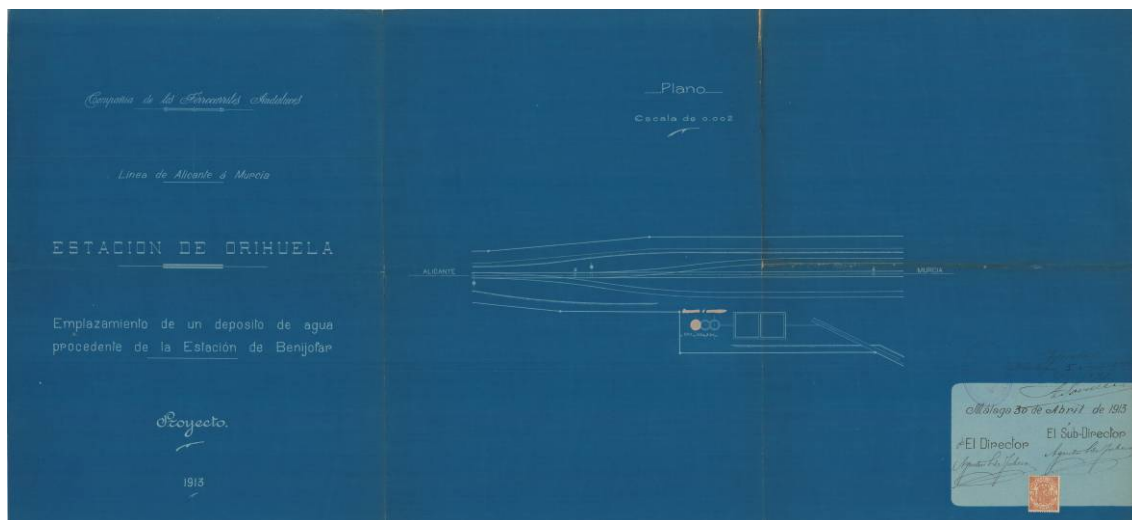 Compañia de los Ferrocarriles Andaluces
Línea de Alicante á Murcia
ESTACION DE ORIHUELA
Emplazamiento de un deposito de agua
procedente de la Estación de Benijofar
Proyecto.
1913
Plano
Escala de 0.002
ALICANTE
MURCIA
Málaga 30 de Abril de 1913
El Director
El Sub-Director